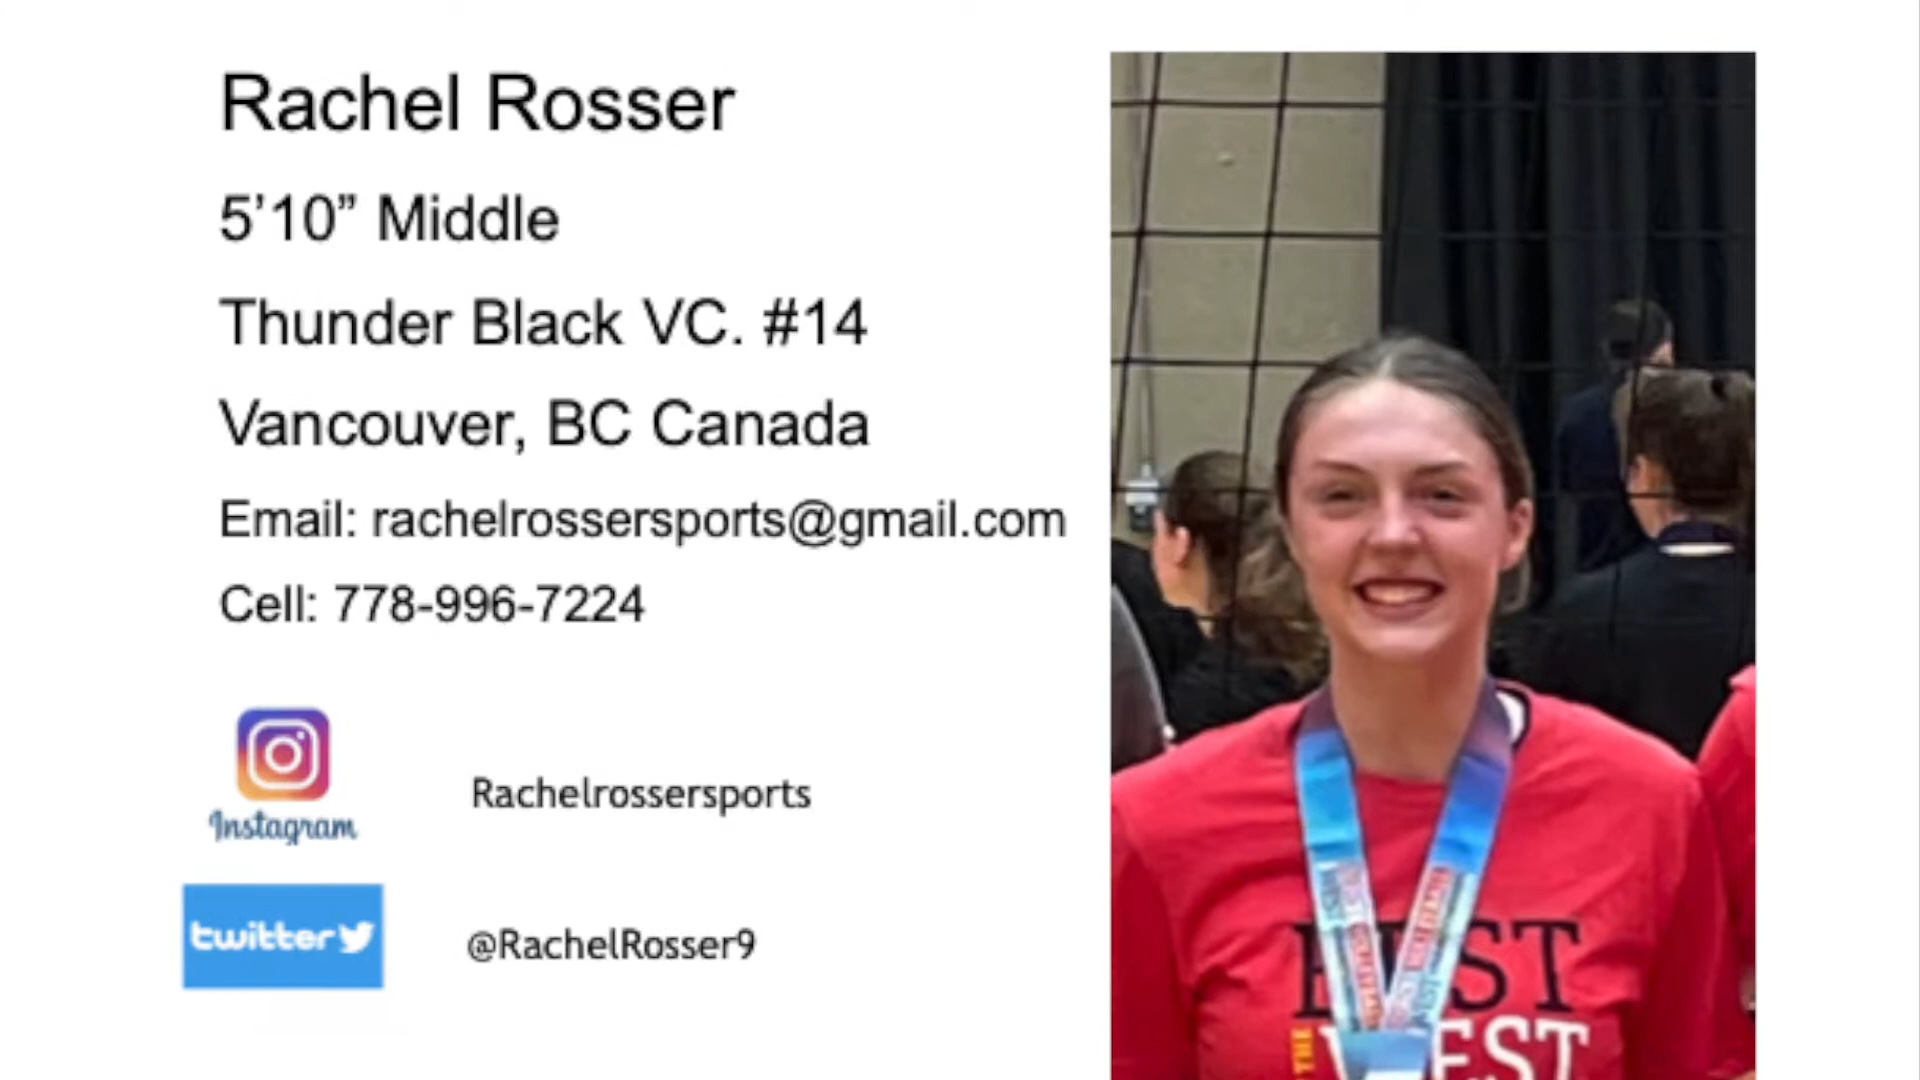 Rachel Rosser
5’10” Middle
Thunder Black VC. #14
Vancouver, BC Canada
Email: rachelrossersports@gmail.com
Cell: 778-996-7224
Instagram
Rachelrossersports
twitter
@RachelRosser9
THE